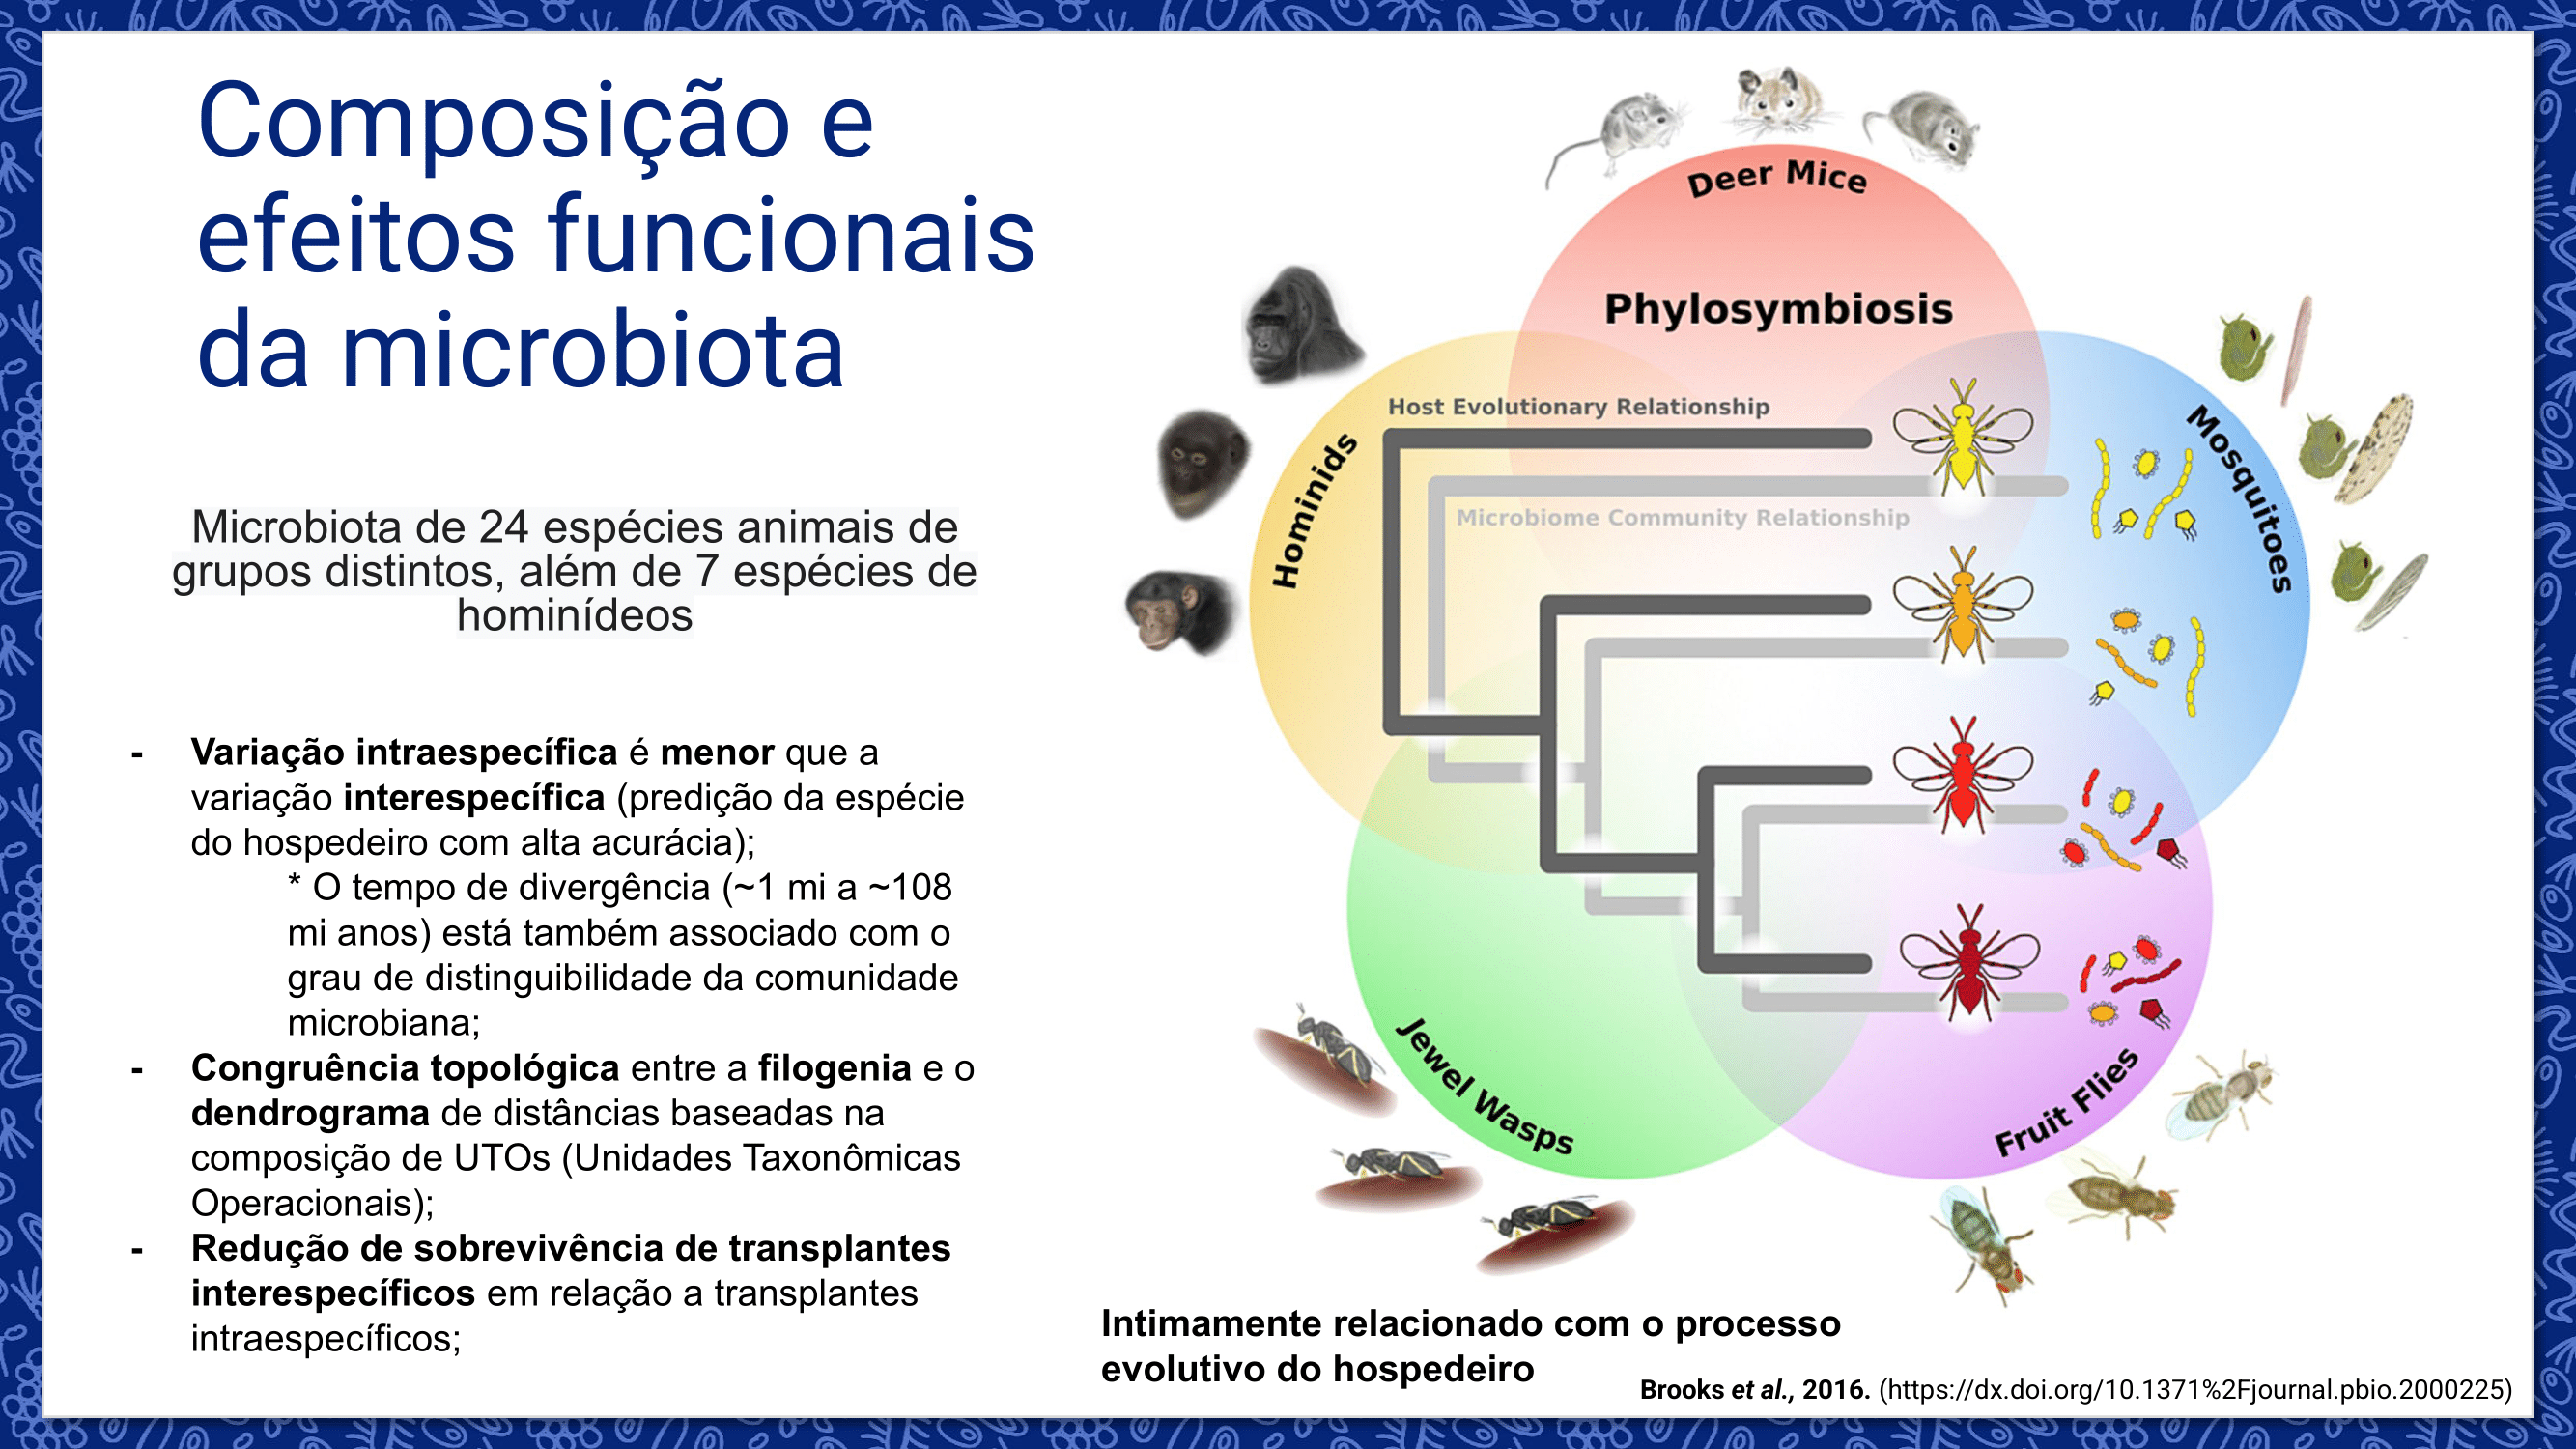 Composição e
efeitos funcionais
da microbiota
Microbiota de 24 espécies animais de
grupos distintos, além de 7 espécies de
hominídeos
- Variação intraespecífica é menor que a
variação interespecífica (predição da espécie
do hospedeiro com alta acurácia);
* O tempo de divergência (~1 mi a ~108
mi anos) está também associado com o
grau de distinguibilidade da comunidade
microbiana;
- Congruência topológica entre a filogenia e o
dendrograma de distâncias baseadas na
composição de UTOs (Unidades Taxonômicas
Operacionais);
- Redução de sobrevivência de transplantes
interespecíficos em relação a transplantes
intraespecíficos;
Deer Mice
Phylosymbiosis
Host Evolutionary Relationship
Microbiome Community Relationship
Hominids
Mosquitoes
Jewel Wasps
Fruit Flies
Intimamente relacionado com o processo
evolutivo do hospedeiro
Brooks et al., 2016. (https://dx.doi.org/10.1371%2Fjournal.pbio.2000225)